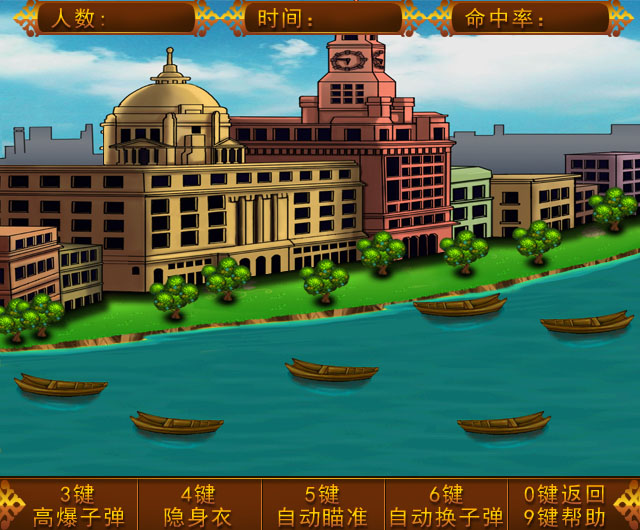 人数:
时间:
命中率:
3键
高爆子弹
4键
隐身衣
5键
自动瞄准
6键
自动换子弹
0键返回
9键帮助